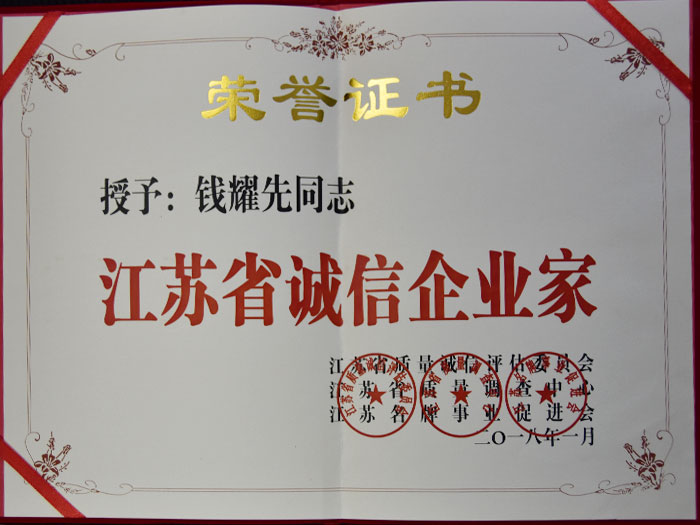 荣誉证书
授予：钱耀先同志
江苏省诚信企业家
江苏省质量诚信评估委员会
江苏省质量调查中心
江苏名牌事业促进会
二〇一八年一月